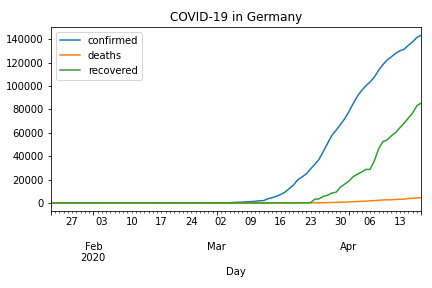 COVID-19 in Germany
140000
120000
100000
80000
60000
40000
20000
0
confirmed
deaths
recovered
27 03 10 17 24 02 09 16 23 30 06 13
Feb Mar Apr
2020
Day